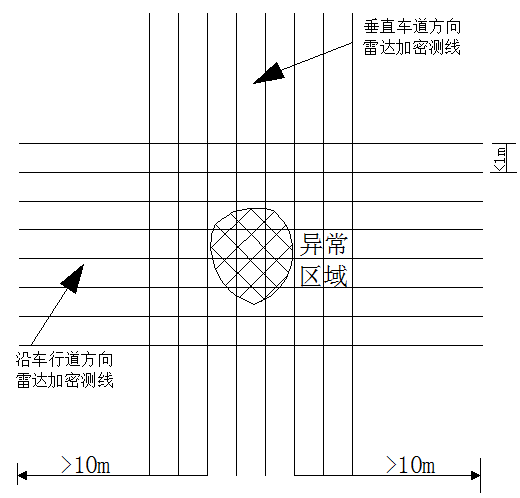 垂直车道方向
雷达加密测线
<1m
异常
区域
沿车行道方向
雷达加密测线
>10m
>10m